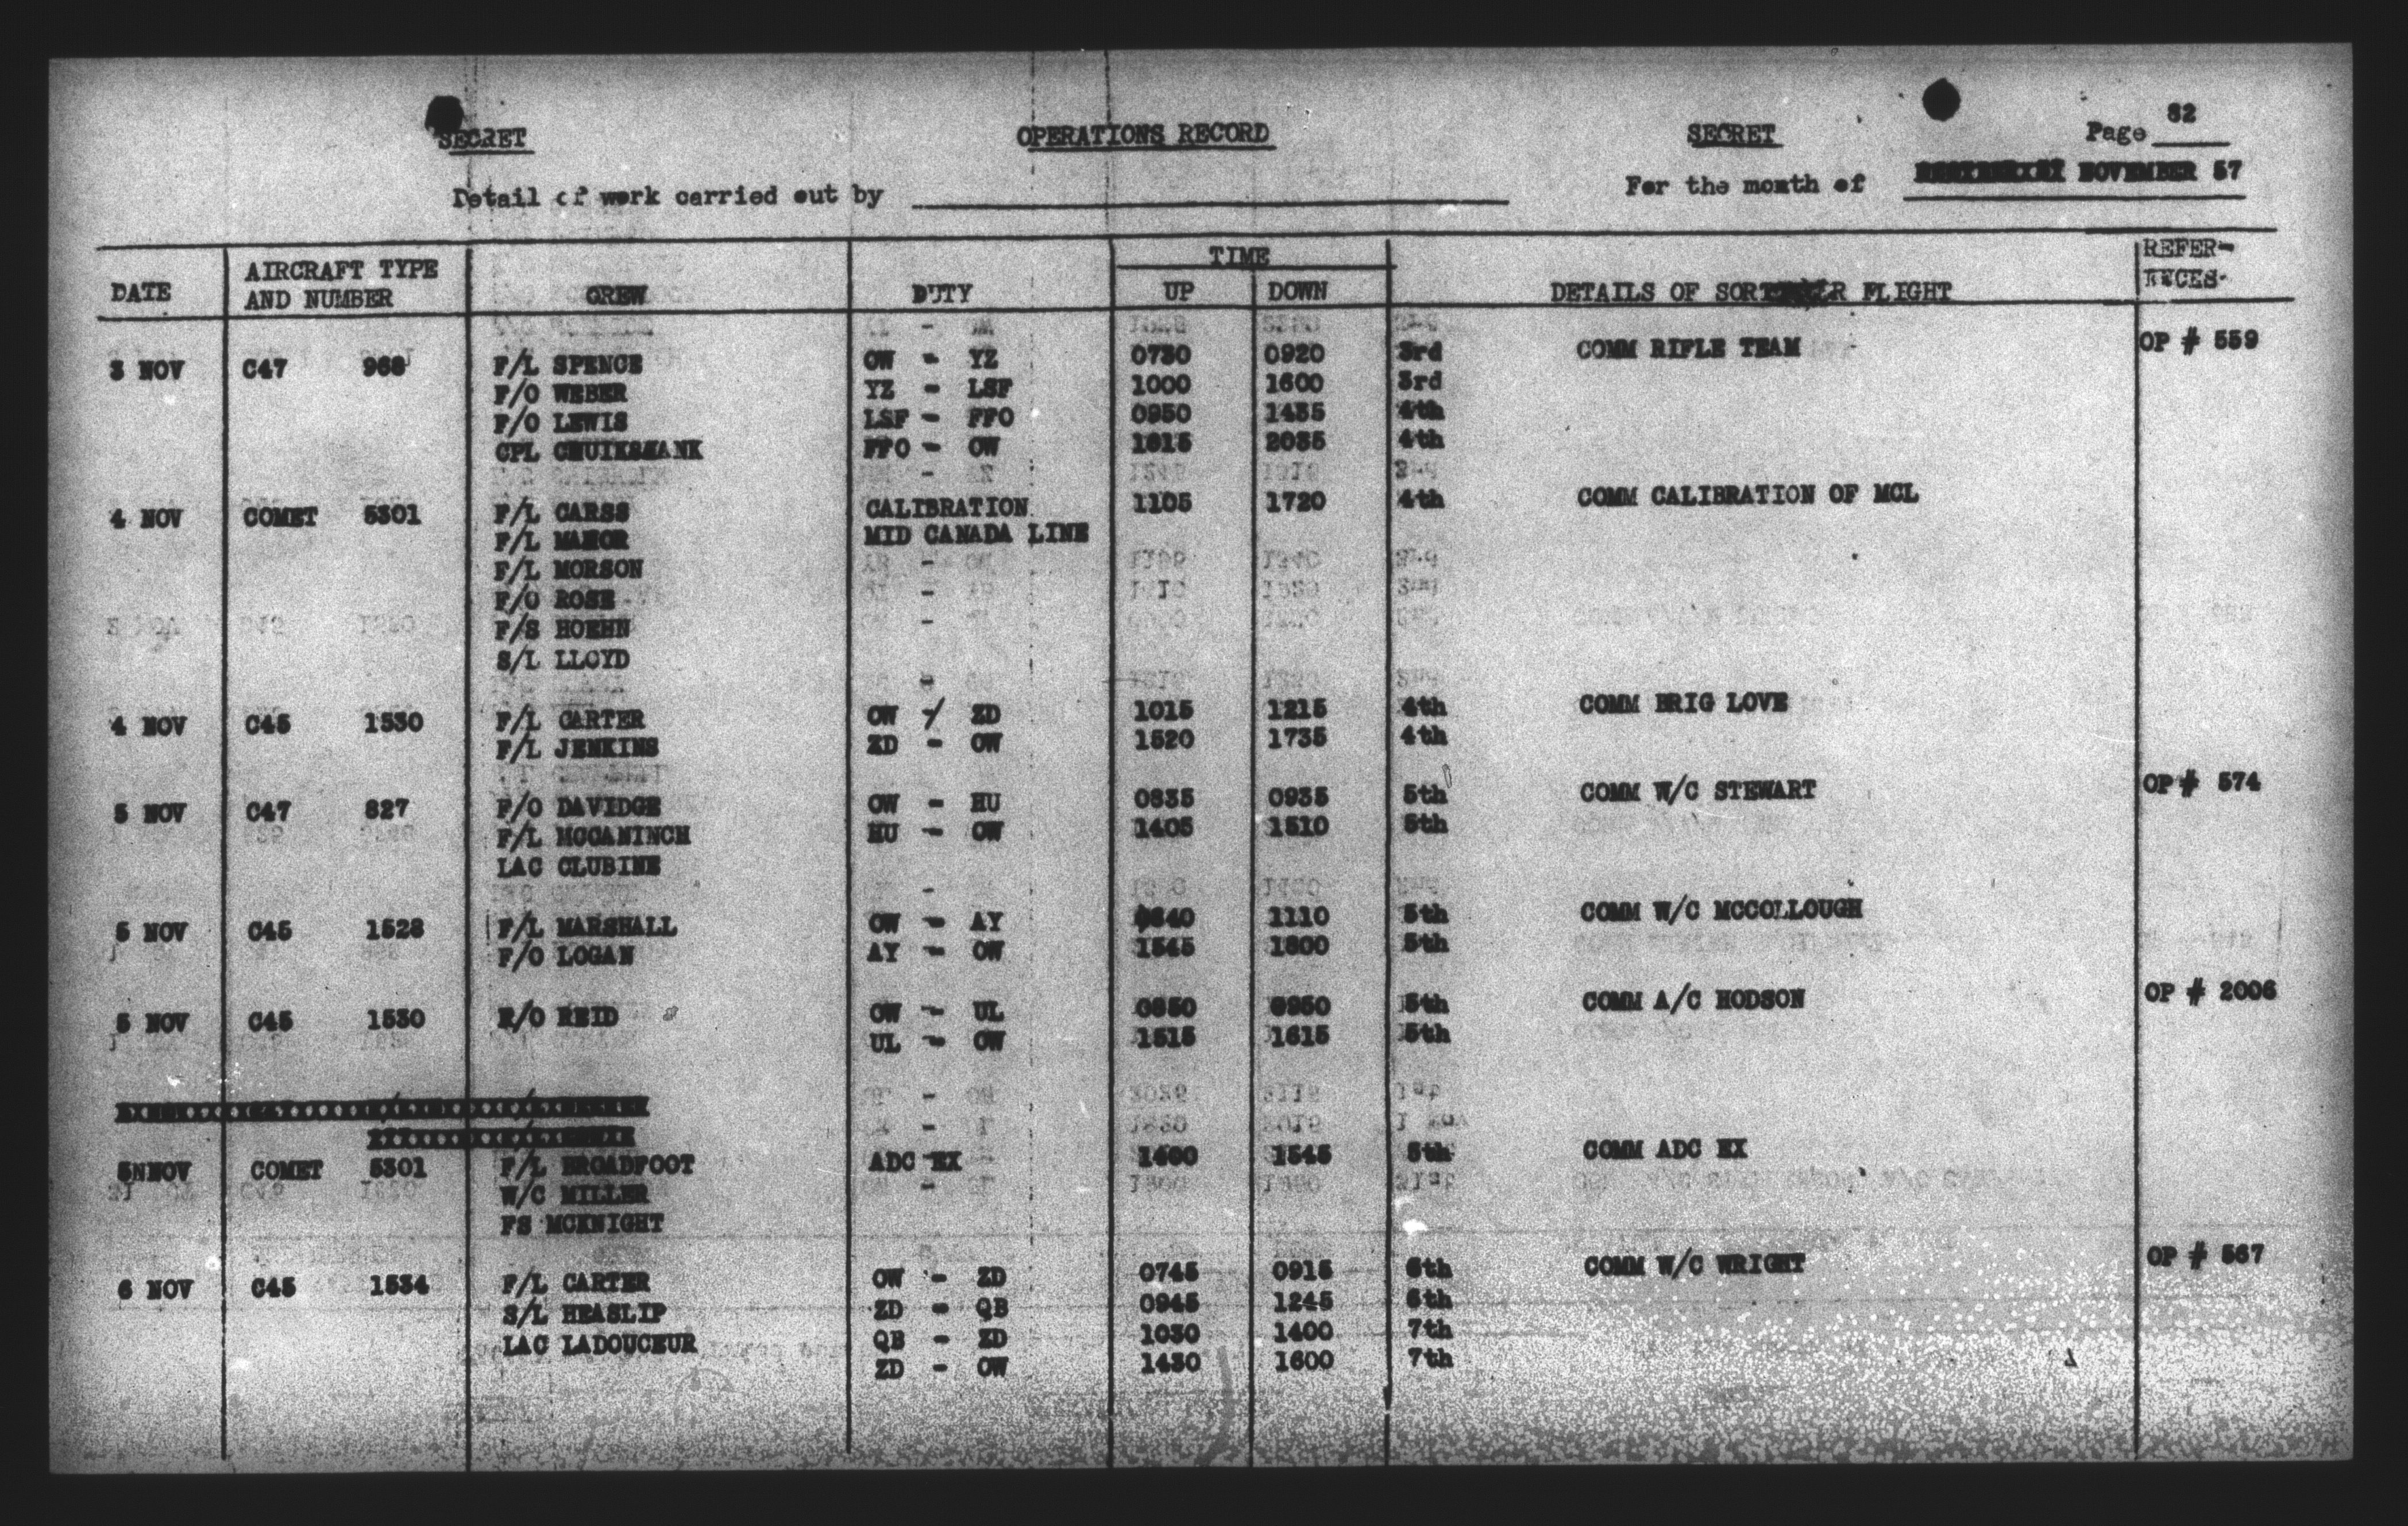 SECRET OPERATIONS RECORD SECRET Page 82
Detail of work carried out by For the month of NOVEMBER 57
DATE AIRCRAFT TYPE AND NUMBER CREW DUTY TIME UP DOWN DETAILS OF SORTIE OR FLIGHT REFER-ENCES-
3 NOV C47 968 F/L SPENCE OW - YZ 0730 0920 3rd COMM RIFLE TEAM OP # 559
F/O WEBER YZ - LSF 1000 1600 3rd
F/O LEWIS LSF - FFO 0950 1435 4th
CPL FFO - OW 1615 2035 4th
4 NOV COMET 5301 F/L CARSS CALIBRATION 1105 1720 4th COMM CALIBRATION OF MCL
F/L MANOR MID CANADA LINE
F/L MORSON
F/O ROSE
F/S HOEHN
S/L LLOYD
4 NOV C45 1530 F/L CARTER OW - ZD 1015 1215 4th COMM BRIG LOVE
F/L JENKINS ZD - OW 1520 1735 4th
5 NOV C47 827 F/O DAVIDGE OW - HU 0835 0935 5th COMM W/C STEWART OP # 574
F/L MCCANINCH HU - OW 1405 1510 5th
LAC CLUBINE
5 NOV C45 1528 F/L MARSHALL OW - AY 0840 1110 5th COMM W/C MCCOLLOUGH
F/O LOGAN AY - OW 1545 1800 5th
5 NOV C45 1530 F/O REID OW - UL 0850 0950 5th COMM A/C HODSON OP # 2006
UL - OW 1515 1615 5th
5NNOV COMET 5301 F/L BROADFOOT ADC EX 1400 1545 5th COMM ADC EX
W/C MILLER
FS MCKNIGHT
6 NOV C45 1534 F/L CARTER OW - ZD 0745 0915 6th COMM W/C WRIGHT OP # 567
S/L HEASLIP ZD - QB 0945 1245 6th
LAC LADOUCEUR QB - ZD 1030 1400 7th
ZD - OW 1430 1600 7th